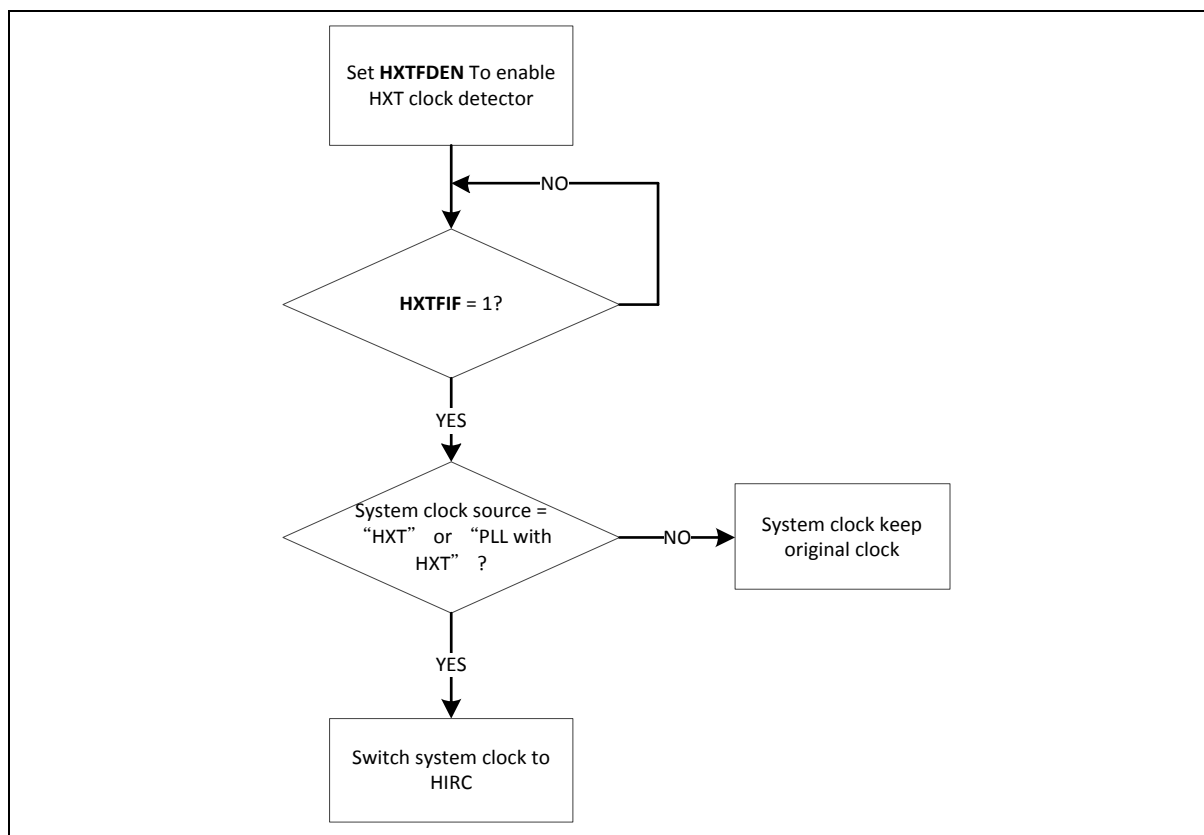 Set HXTFDEN To enable
HXT clock detector
NO
HXTFIF = 1?
YES
System clock source =
“HXT” or “PLL with
HXT” ?
NO
System clock keep
original clock
YES
Switch system clock to
HIRC